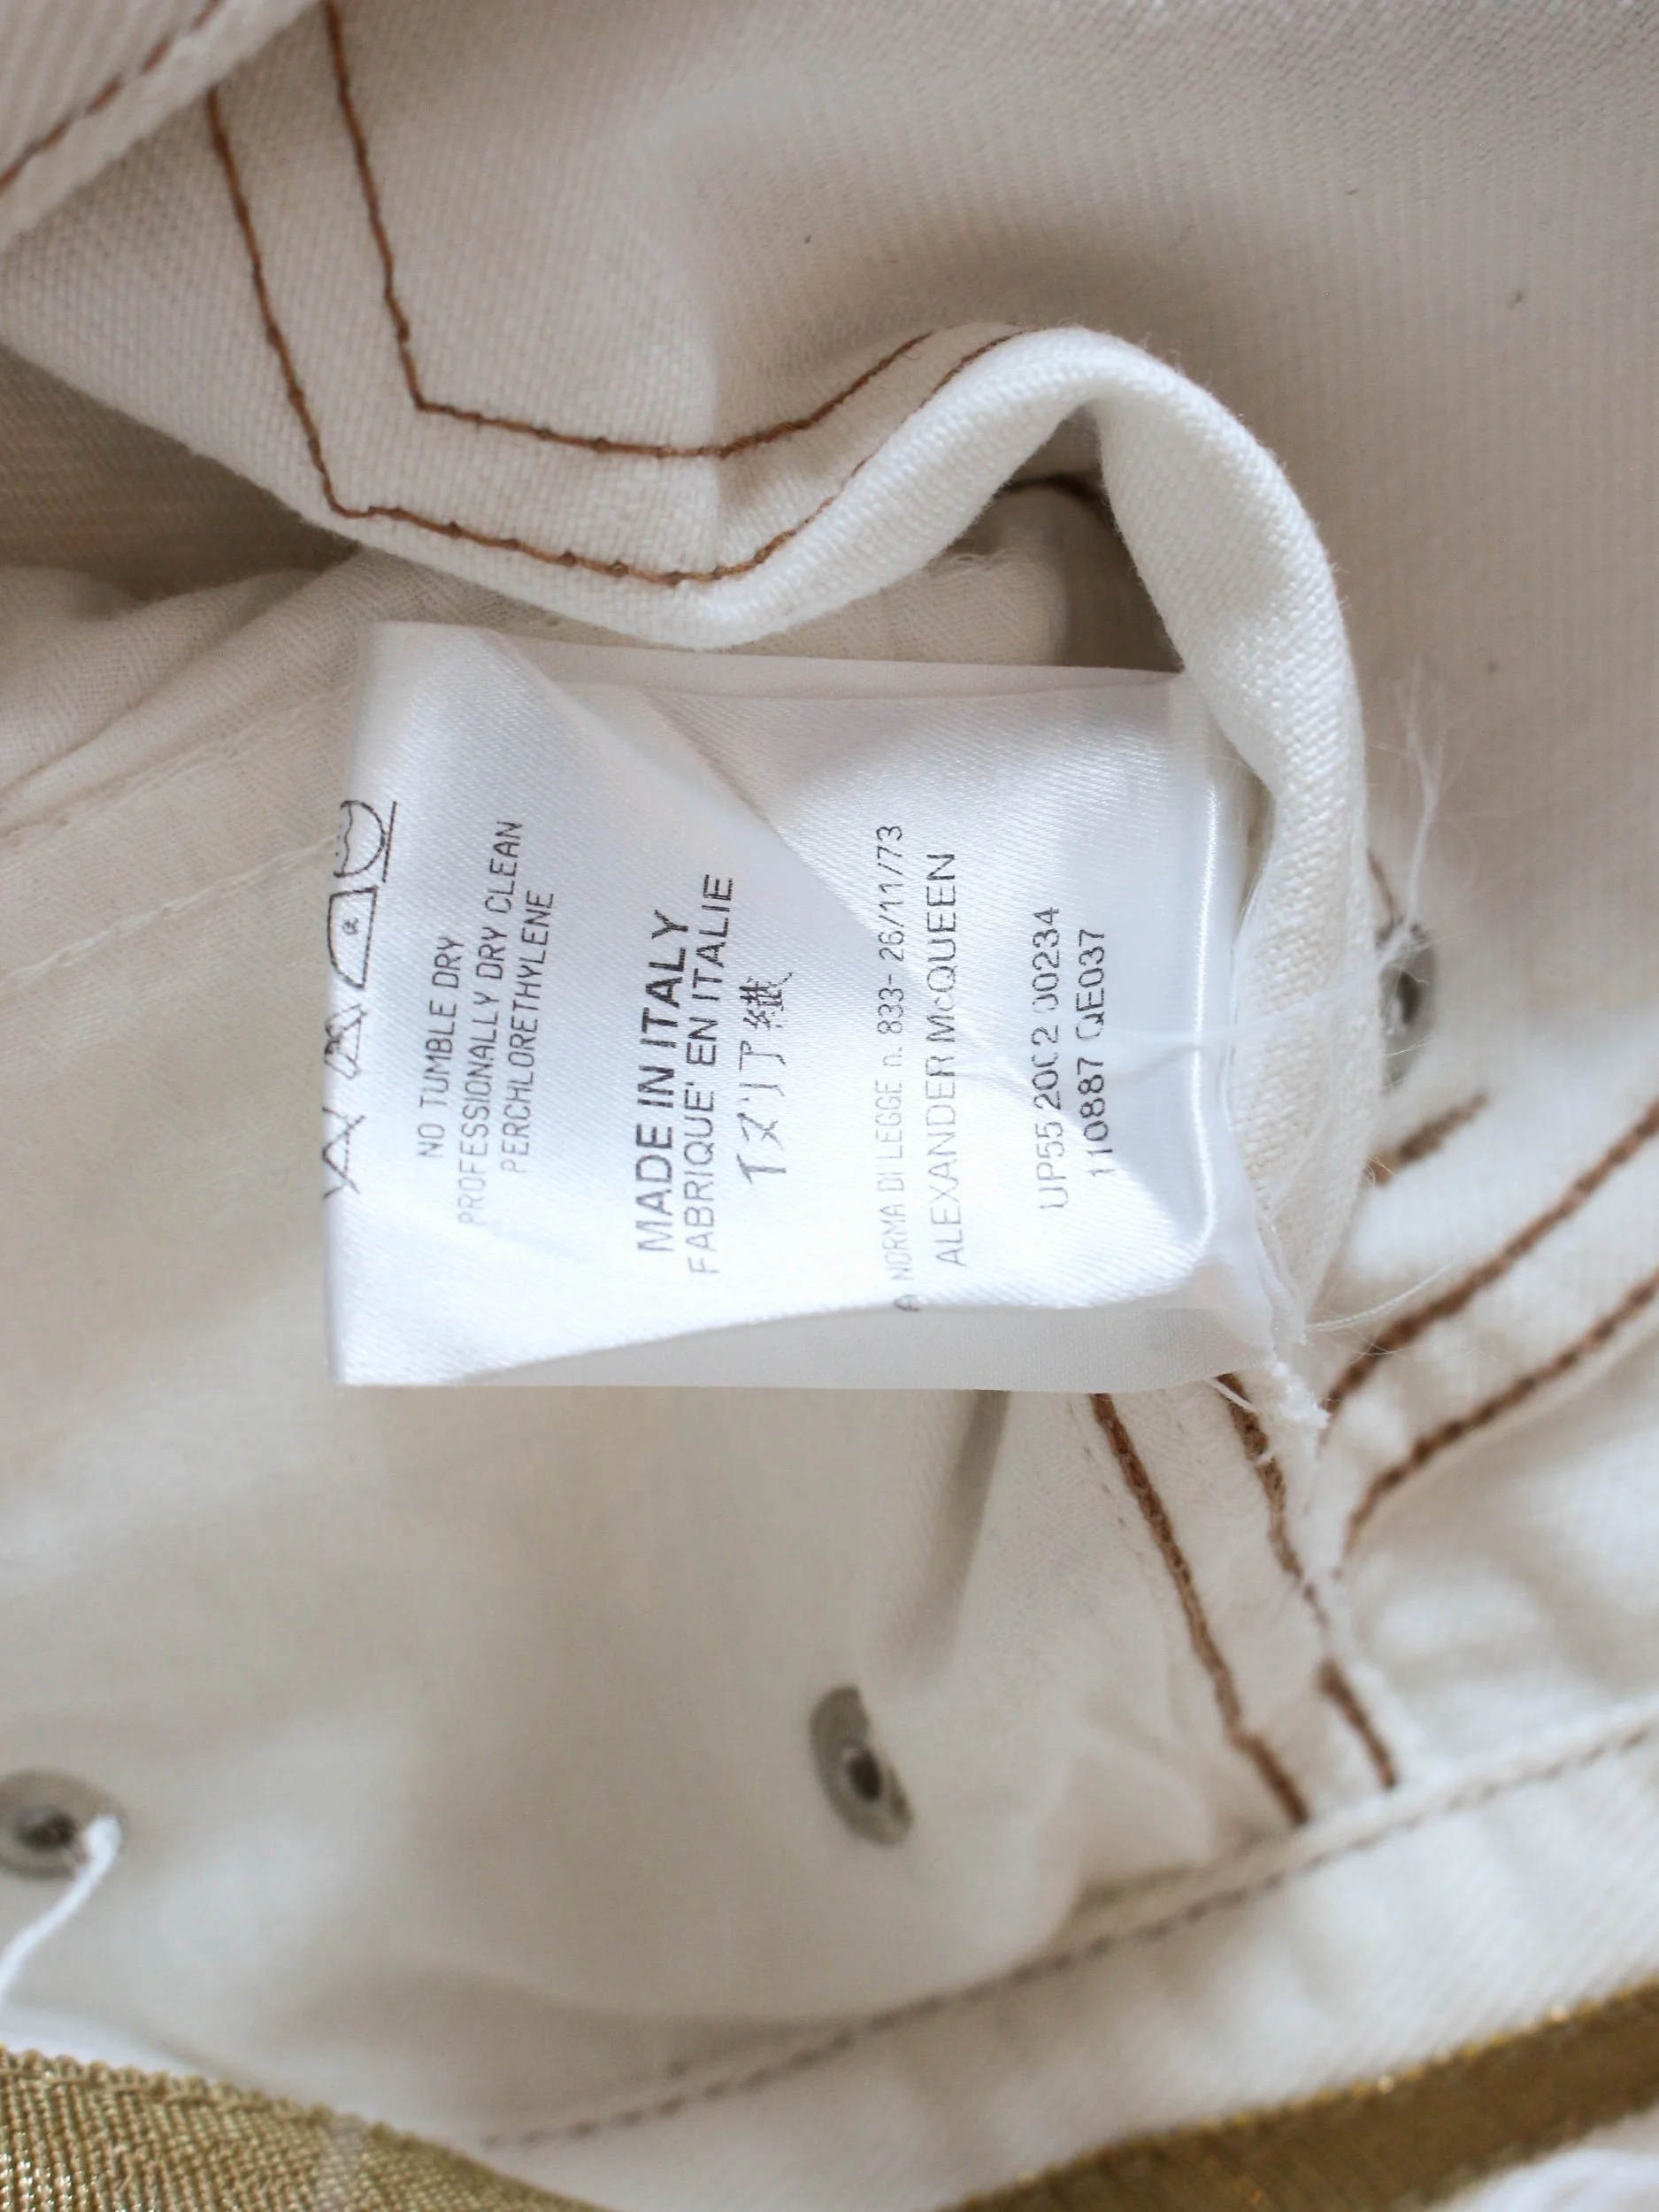 NO TUMBLE DRY
PROFESSIONALLY DRY CLEAN
PERCHLORETHYLENE
MADE IN ITALY
FABRIQUE' EN ITALIE
A NORMA DI LEGGE n. 833- 26/11/73
ALEXANDER McQUEEN
UP55 2002 00234
110887 QE037